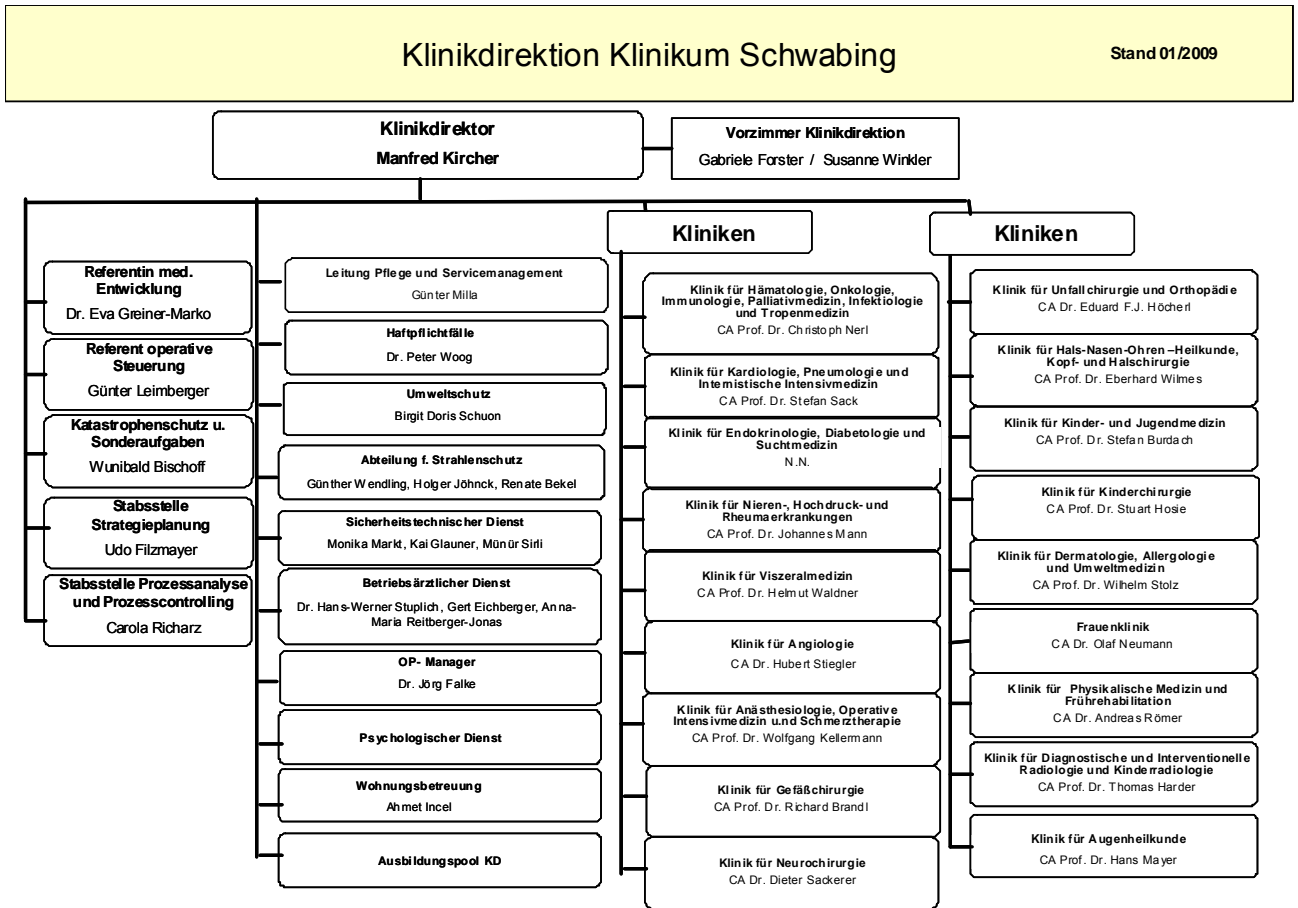 Klinikdirektion Klinikum Schwabing
Stand 01/2009
Klinikdirektor
Manfred Kircher
Vorzimmer Klinikdirektion
Gabriele Forster / Susanne Winkler
Referentin med.
Entwicklung
Dr. Eva Greiner-Marko
Referent operative
Steuerung
Günter Leimberger
Katastrophenschutz u.
Sonderaufgaben
Wunibald Bischoff
Stabsstelle
Strategieplanung
Udo Filzmayer
Stabsstelle Prozessanalyse
und Prozesscontrolling
Carola Richarz
Leitung Pflege und Servicemanagement
Günter Milla
Haftpflichtfälle
Dr. Peter Woog
Umweltschutz
Birgit Doris Schuon
Abteilung f. Strahlenschutz
Günther Wendling, Holger Jöhnck, Renate Bekel
Sicherheitstechnischer Dienst
Monika Markt, Kai Glauner, Münür Sirli
Betriebsärztlicher Dienst
Dr. Hans-Werner Stuplich, Gert Eichberger, Anna-
Maria Reitberger-Jonas
OP- Manager
Dr. Jörg Falke
Psychologischer Dienst
Wohnungsbetreuung
Ahmet Incel
Ausbildungspool KD
Kliniken
Klinik für Hämatologie, Onkologie,
Immunologie, Palliativmedizin, Infektiologie
und Tropenmedizin
CA Prof. Dr. Christoph Nerl
Klinik für Kardiologie, Pneumologie und
Internistische Intensivmedizin
CA Prof. Dr. Stefan Sack
Klinik für Endokrinologie, Diabetologie und
Suchtmedizin
N.N.
Klinik für Nieren-, Hochdruck- und
Rheumaerkrankungen
CA Prof. Dr. Johannes Mann
Klinik für Viszeralmedizin
CA Prof. Dr. Helmut Waldner
Klinik für Angiologie
CA Dr. Hubert Stiegler
Klinik für Anästhesiologie, Operative
Intensivmedizin u.nd Schmerztherapie
CA Prof. Dr. Wolfgang Kellermann
Klinik für Gefäßchirurgie
CA Prof. Dr. Richard Brandl
Klinik für Neurochirurgie
CA Dr. Dieter Sackerer
Kliniken
Klinik für Unfallchirurgie und Orthopädie
CA Dr. Eduard F.J. Höcherl
Klinik für Hals-Nasen-Ohren –Heilkunde,
Kopf- und Halschirurgie
CA Prof. Dr. Eberhard Wilmes
Klinik für Kinder- und Jugendmedizin
CA Prof. Dr. Stefan Burdach
Klinik für Kinderchirurgie
CA Prof. Dr. Stuart Hosie
Klinik für Dermatologie, Allergologie
und Umweltmedizin
CA Prof. Dr. Wilhelm Stolz
Frauenklinik
CA Dr. Olaf Neumann
Klinik für Physikalische Medizin und
Frührehabilitation
CA Dr. Andreas Römer
Klinik für Diagnostische und Interventionelle
Radiologie und Kinderradiologie
CA Prof. Dr. Thomas Harder
Klinik für Augenheilkunde
CA Prof. Dr. Hans Mayer